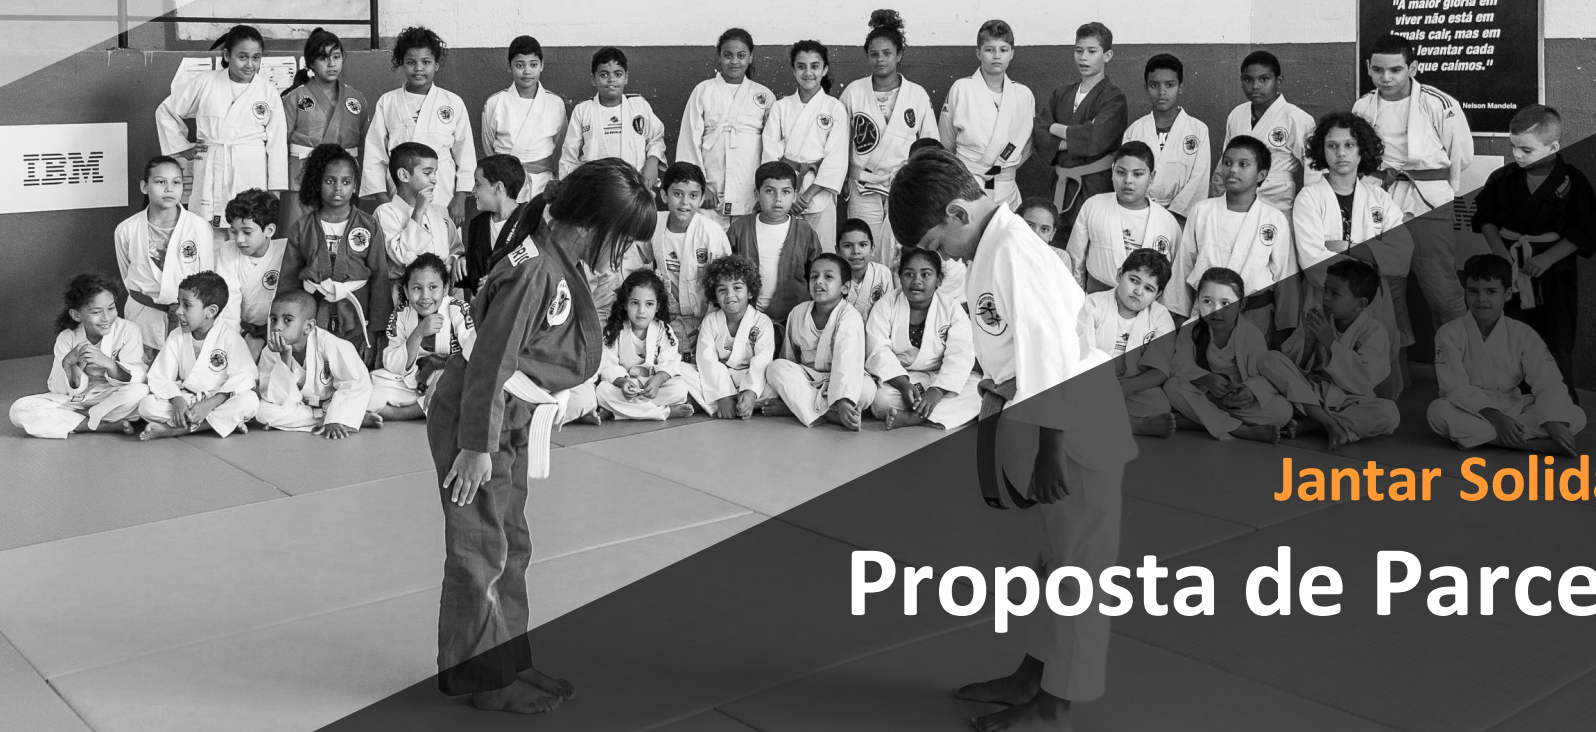 "A maior glória em
viver não está em
jamais cair, mas em
levantar cada
que caímos."
Nelson Mandela
IBM
Jantar Solida
Proposta de Parce